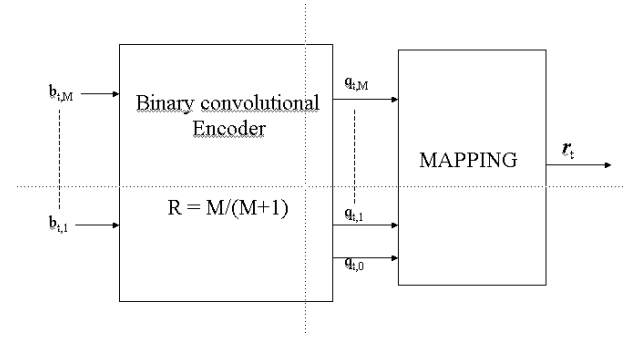 b_{t,M}
Binary convolutional
Encoder
R = M/(M+1)
b_{t,1}
q_{t,M}
q_{t,1}
q_{t,0}
MAPPING
r_t